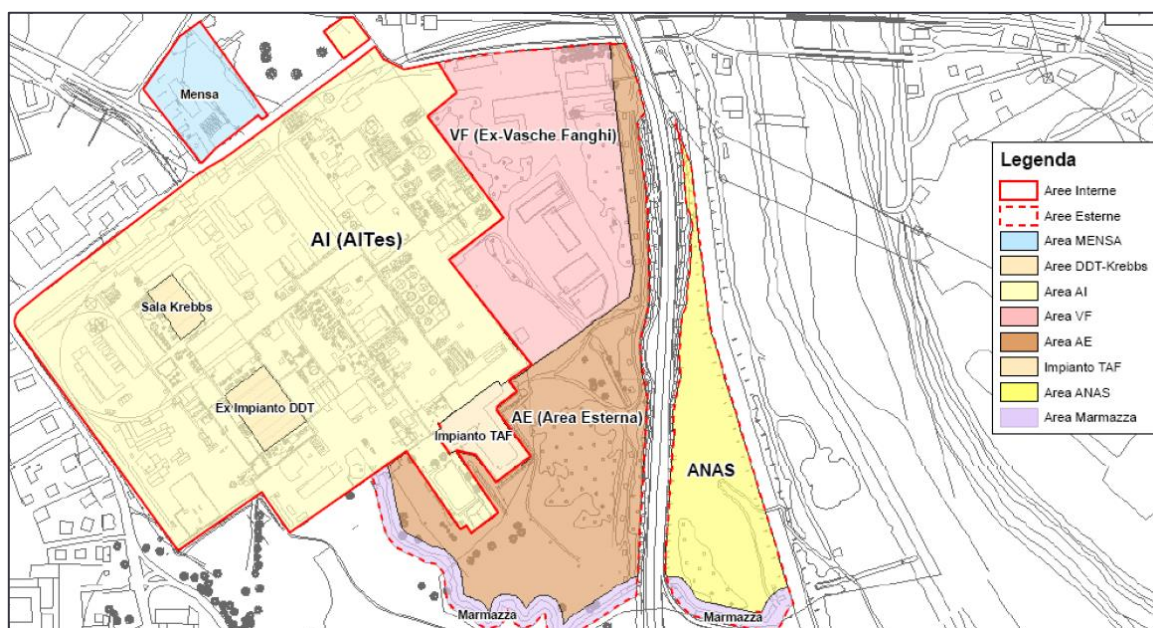 Mensa
VF (Ex-Vasche Fanghi)
AI (AITes)
Sala Krebbs
Ex Impianto DDT
AE (Area Esterna)
Impianto TAF
ANAS
Marmazza
Marmazza
Legenda
Aree Interne
Aree Esterne
Area MENSA
Aree DDT-Krebbs
Area AI
Area VF
Area AE
Impianto TAF
Area ANAS
Area Marmazza